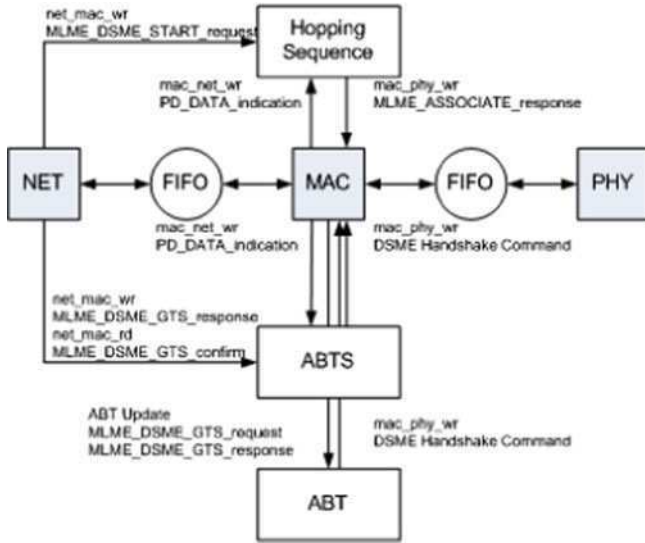 net_mac_wr
MLME_DSME_START_request
Hopping
Sequence
mac_net_wr
PD_DATA_indication
mac_phy_wr
MLME_ASSOCIATE_response
NET
FIFO
MAC
FIFO
PHY
mac_net_wr
PD_DATA_indication
mac_phy_wr
DSME Handshake Command
net_mac_wr
MLME_DSME_GTS_response
net_mac_rd
MLME_DSME_GTS_confirm
ABTS
ABT Update
MLME_DSME_GTS_request
MLME_DSME_GTS_response
mac_phy_wr
DSME Handshake Command
ABT